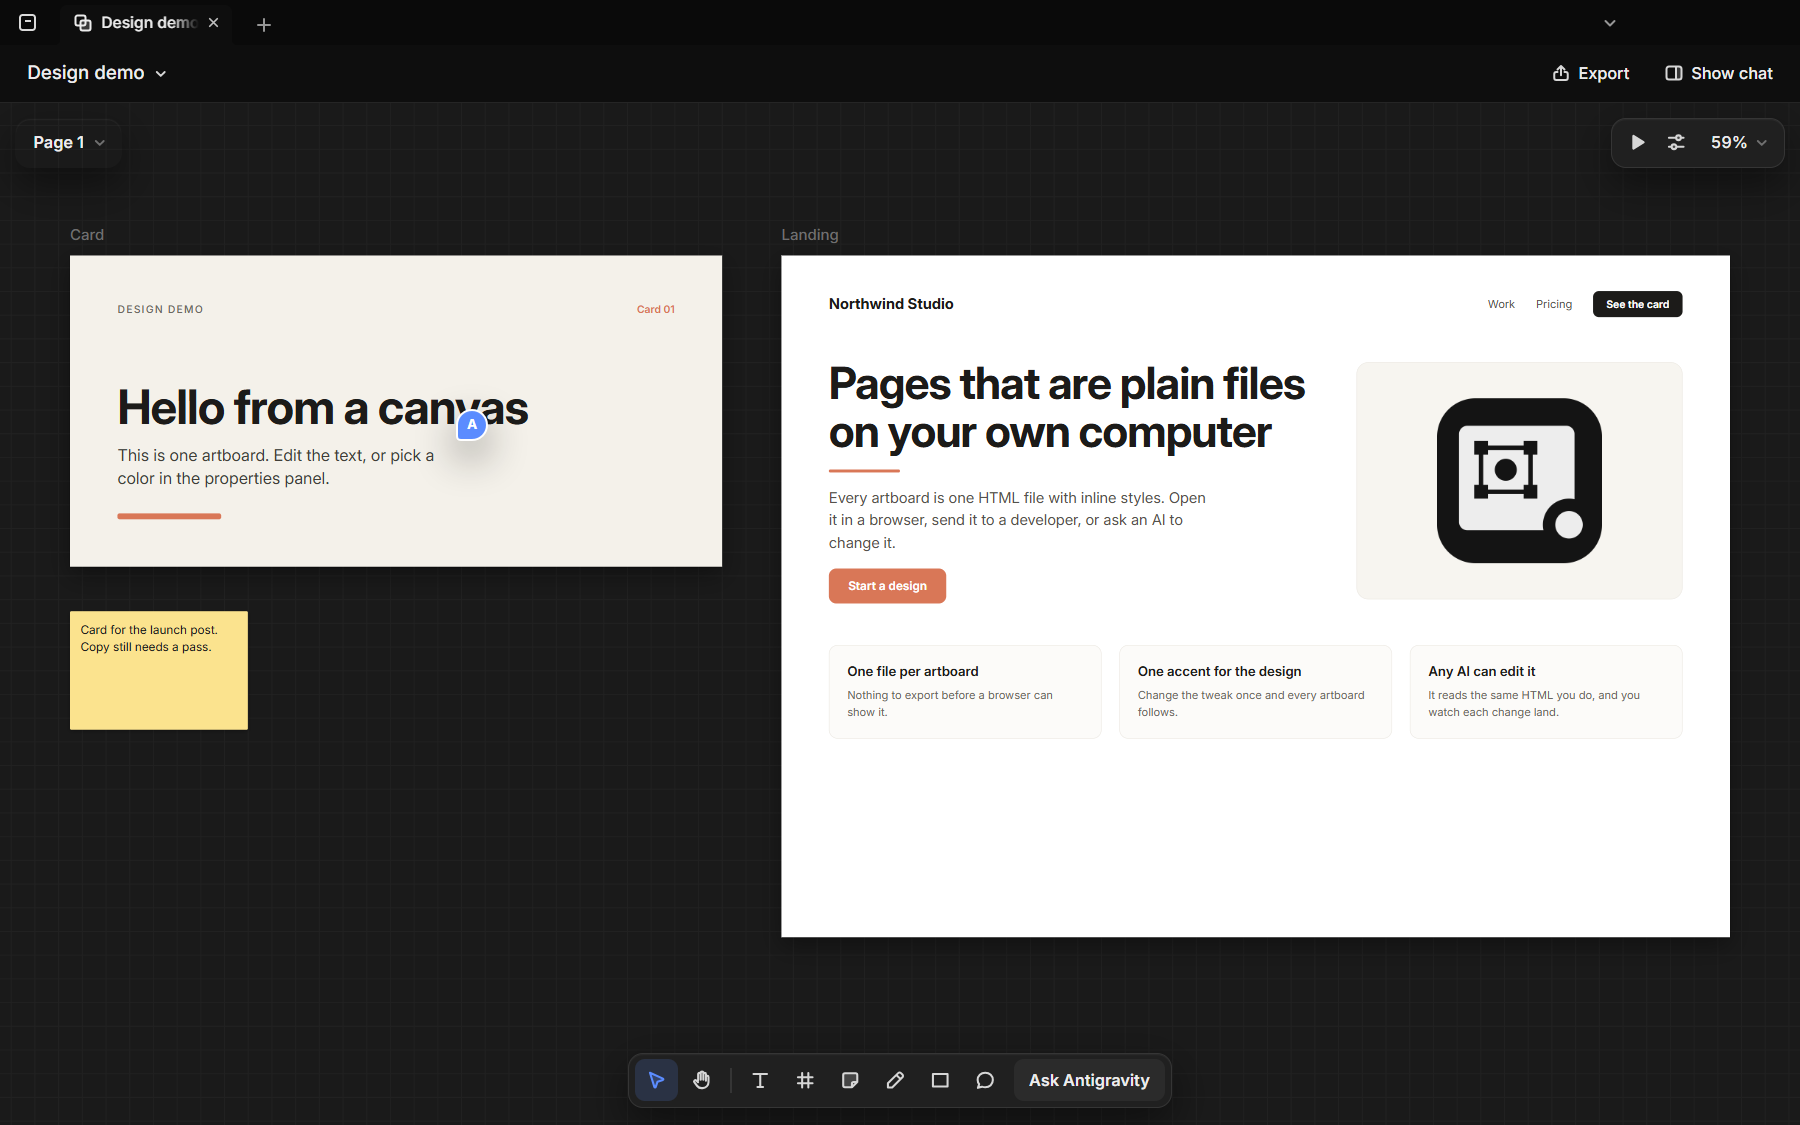 Design demo
Design demo
Export
Show chat
Page 1
59%
Card
Landing
DESIGN DEMO
Card 01
Hello from a canvas
A
This is one artboard. Edit the text, or pick a
color in the properties panel.
Card for the launch post.
Copy still needs a pass.
Northwind Studio
Work
Pricing
See the card
Pages that are plain files
on your own computer
Every artboard is one HTML file with inline styles. Open
it in a browser, send it to a developer, or ask an AI to
change it.
Start a design
One file per artboard
Nothing to export before a browser can
show it.
One accent for the design
Change the tweak once and every artboard
follows.
Any AI can edit it
It reads the same HTML you do, and you
watch each change land.
Ask Antigravity